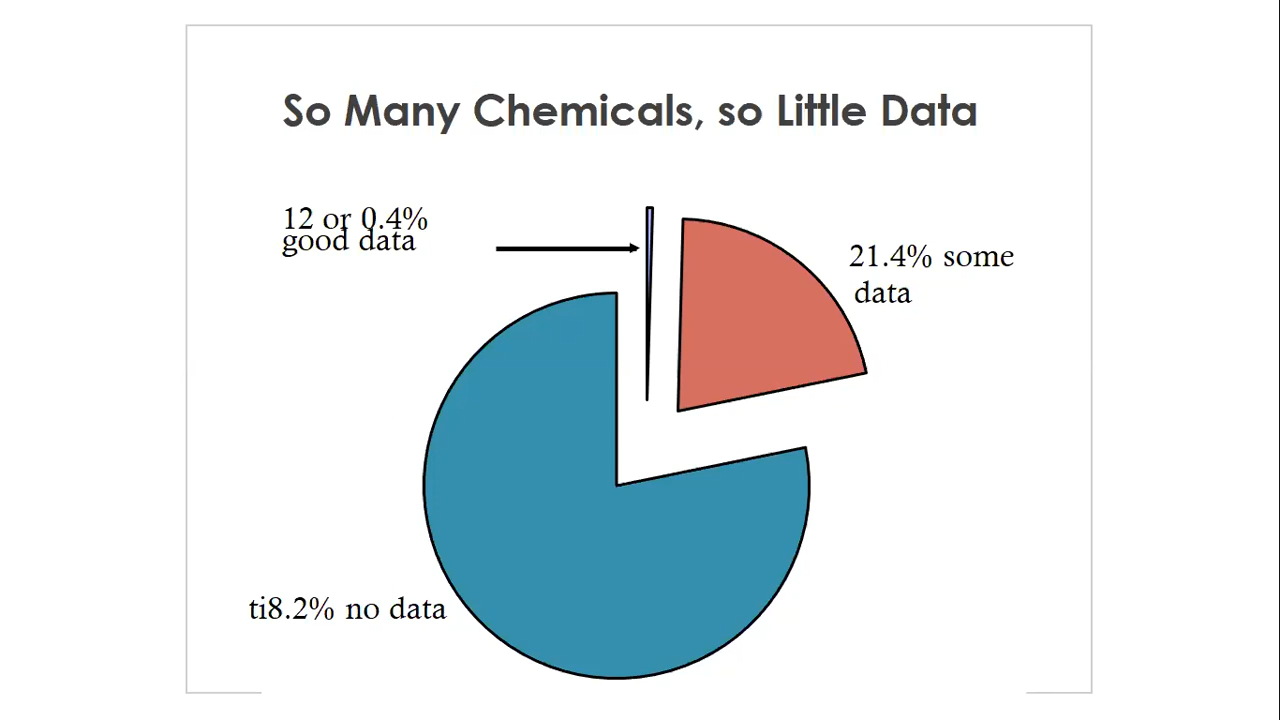 So Many Chemicals, so Little Data
12 or 0.4%
good data
21.4% some
data
ti8.2% no data